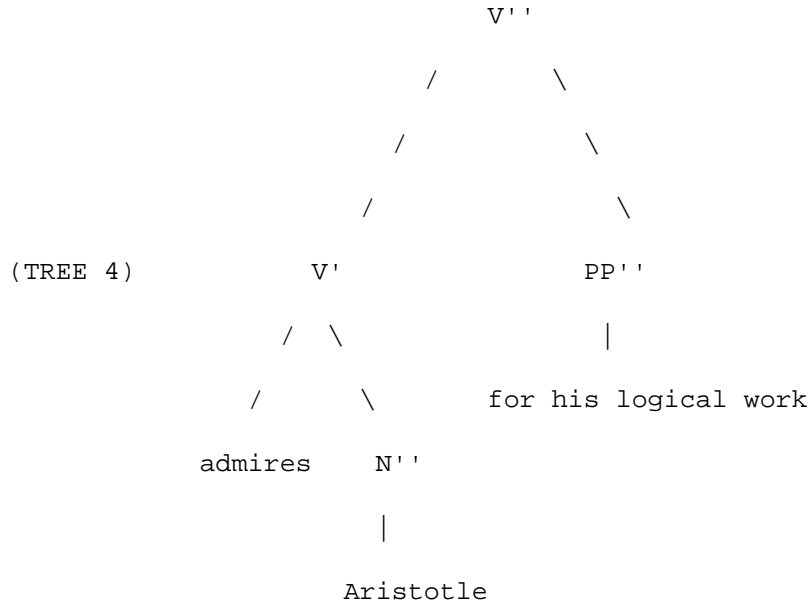 V''
/ \
/ \
/ \
(TREE 4) V' PP''
/ \ |
/ \ for his logical work
admires N''
|
Aristotle